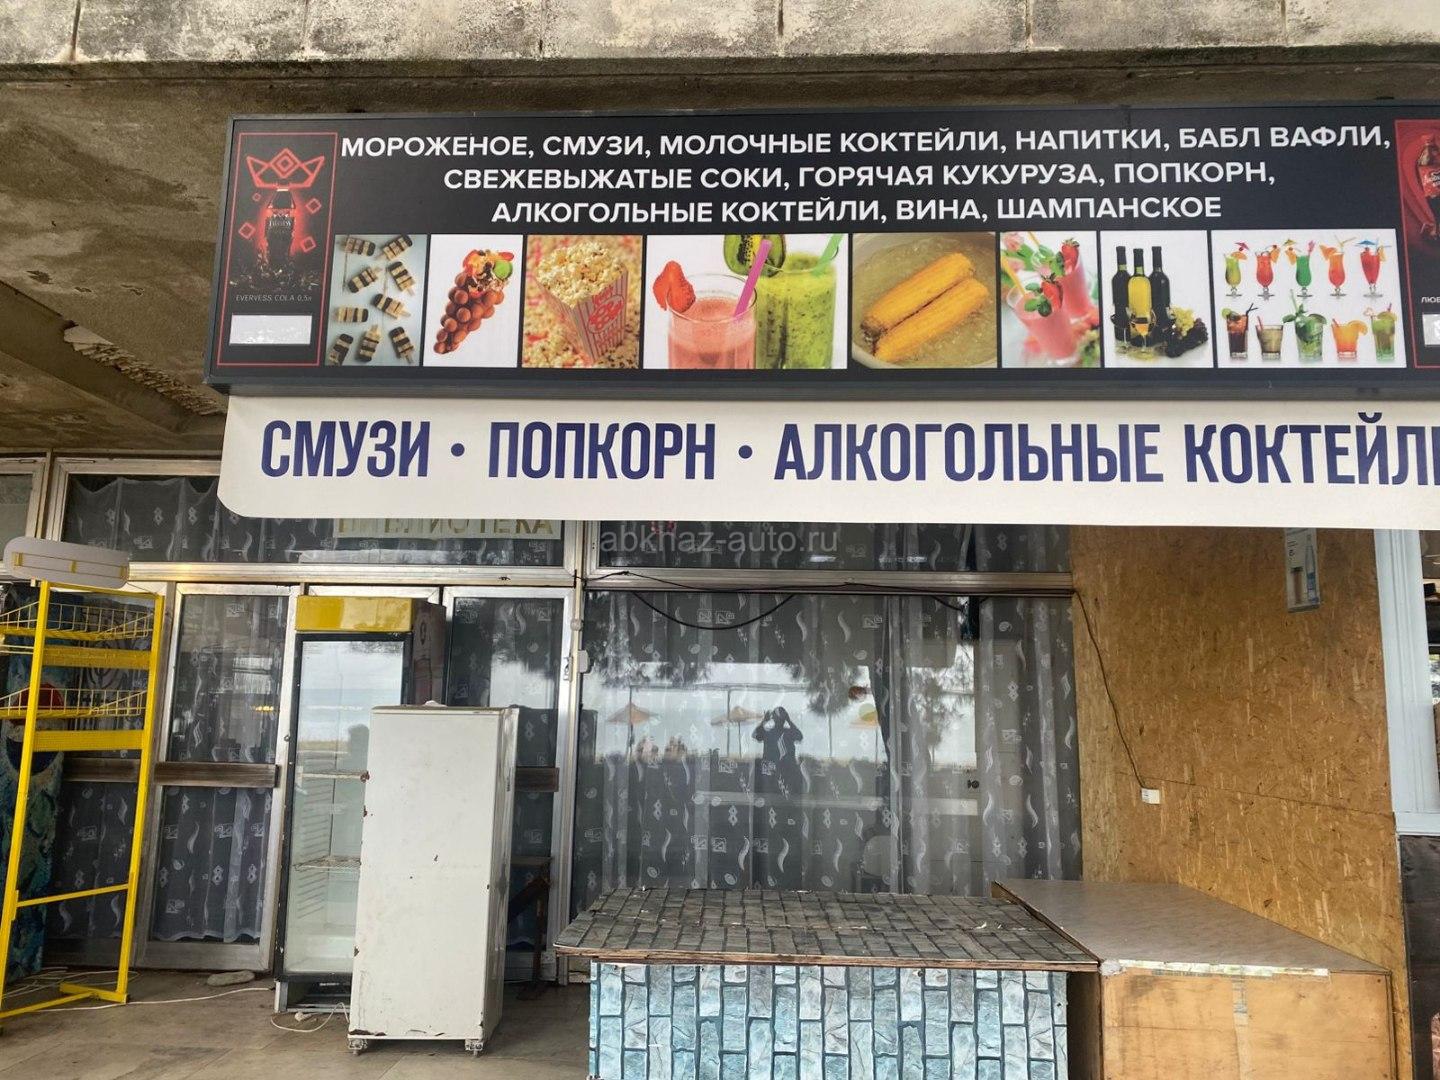 МОРОЖЕНОЕ, СМУЗИ, МОЛОЧНЫЕ КОКТЕЙЛИ, НАПИТКИ, БАБЛ ВАФЛИ,
СВЕЖЕВЫЖАТЫЕ СОКИ, ГОРЯЧАЯ КУКУРУЗА, ПОПКОРН,
АЛКОГОЛЬНЫЕ КОКТЕЙЛИ, ВИНА, ШАМПАНСКОЕ
EVERVESS COLA 0,5л
СМУЗИ • ПОПКОРН • АЛКОГОЛЬНЫЕ КОКТЕЙЛИ
БИБЛИОТЕКА
abkhaz-auto.ru